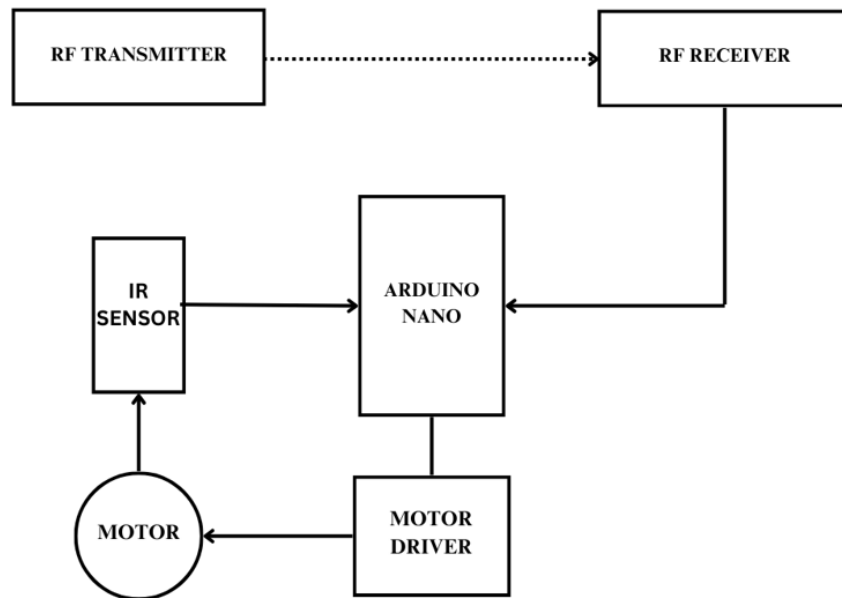 RF TRANSMITTER
RF RECEIVER
IR
SENSOR
ARDUINO
NANO
MOTOR
MOTOR
DRIVER